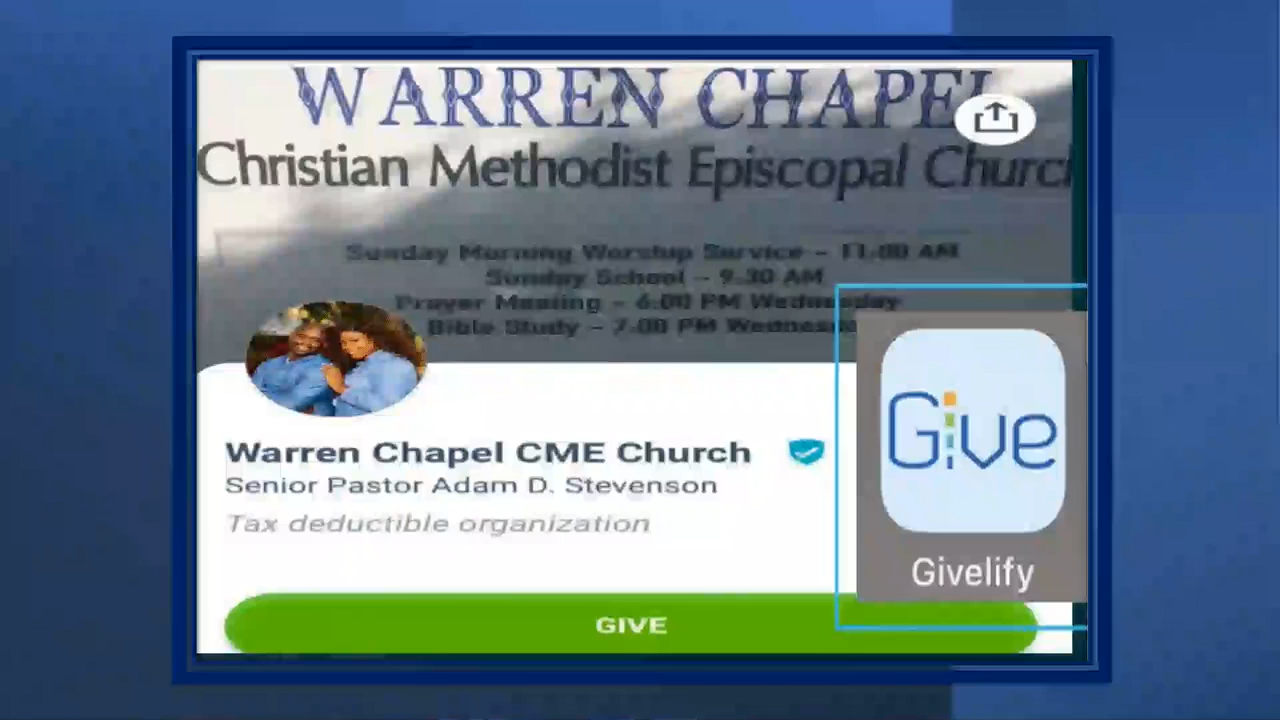 WARREN CHAPEL
Christian Methodist Episcopal Church
Sunday Morning Worship Service - 11:00 AM
Sunday School - 9:30 AM
Prayer Meeting - 6:00 PM Wednesday
Bible Study - 7:00 PM Wednesday
Warren Chapel CME Church
Senior Pastor Adam D. Stevenson
Tax deductible organization
GIVE
Give
Givelify